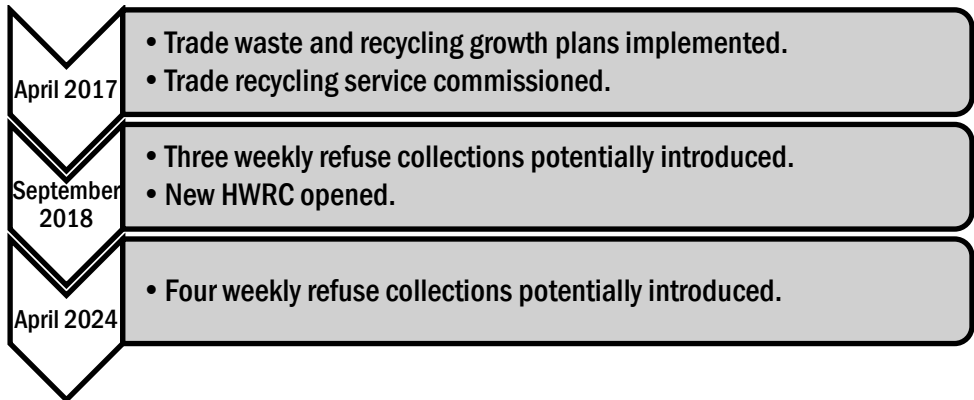 April 2017
• Trade waste and recycling growth plans implemented.
• Trade recycling service commissioned.
September
2018
• Three weekly refuse collections potentially introduced.
• New HWRC opened.
April 2024
• Four weekly refuse collections potentially introduced.